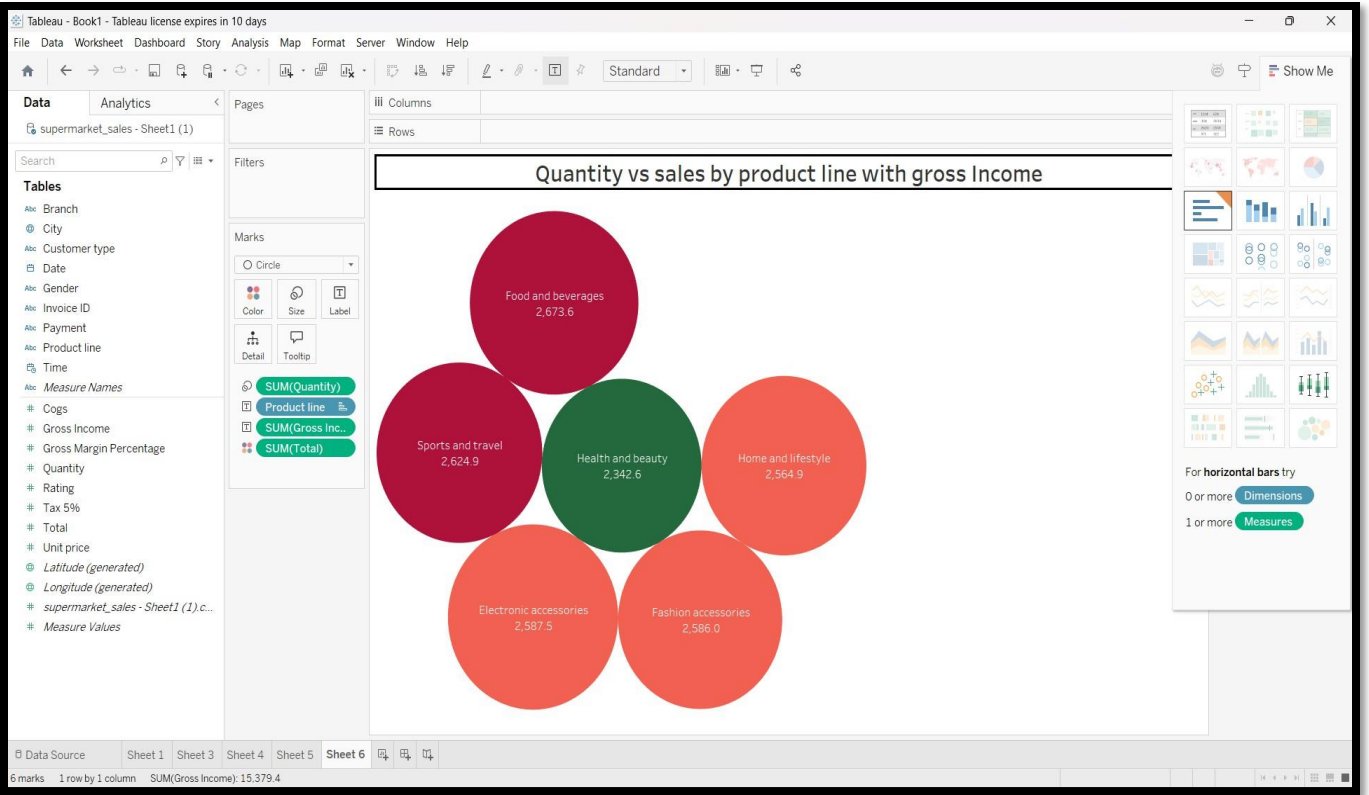 Tableau - Book1 - Tableau license expires in 10 days
File Data Worksheet Dashboard Story Analysis Map Format Server Window Help
Standard
Show Me
Data Analytics
supermarket_sales - Sheet1 (1)
Search
Tables
Abc Branch
City
Abc Customer type
Date
Abc Gender
Abc Invoice ID
Abc Payment
Abc Product line
Time
Abc Measure Names
# Cogs
# Gross Income
# Gross Margin Percentage
# Quantity
# Rating
# Tax 5%
# Total
# Unit price
Latitude (generated)
Longitude (generated)
# supermarket_sales - Sheet1 (1).c...
# Measure Values
Pages
Filters
Marks
Circle
Color Size Label
Detail Tooltip
SUM(Quantity)
Product line
SUM(Gross Inc..
SUM(Total)
Columns
Rows
Quantity vs sales by product line with gross Income
Food and beverages
2,673.6
Sports and travel
2,624.9
Health and beauty
2,342.6
Home and lifestyle
2,564.9
Electronic accessories
2,587.5
Fashion accessories
2,586.0
For horizontal bars try
0 or more Dimensions
1 or more Measures
Data Source Sheet 1 Sheet 3 Sheet 4 Sheet 5 Sheet 6
6 marks 1 row by 1 column SUM(Gross Income): 15,379.4